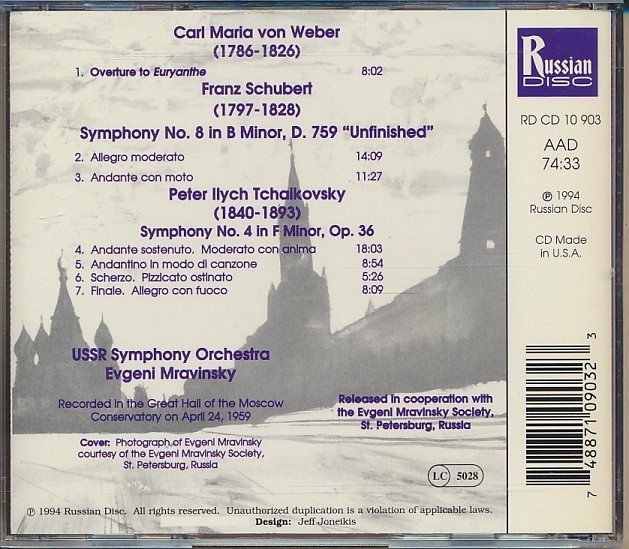 Carl Maria von Weber
(1786-1826)
1. Overture to Euryanthe 8:02
Franz Schubert
(1797-1828)
Symphony No. 8 in B Minor, D. 759 “Unfinished”
2. Allegro moderato 14:09
3. Andante con moto 11:27
Peter Ilych Tchaikovsky
(1840-1893)
Symphony No. 4 in F Minor, Op. 36
4. Andante sostenuto. Moderato con anima 18:03
5. Andantino in modo di canzone 8:54
6. Scherzo. Pizzicato ostinato 5:26
7. Finale. Allegro con fuoco 8:09
USSR Symphony Orchestra
Evgeni Mravinsky
Recorded in the Great Hall of the Moscow
Conservatory on April 24, 1959
Cover: Photograph of Evgeni Mravinsky
courtesy of the Evgeni Mravinsky Society,
St. Petersburg, Russia
Released in cooperation with
the Evgeni Mravinsky Society,
St. Petersburg, Russia
LC 5028
℗ 1994 Russian Disc. All rights reserved. Unauthorized duplication is a violation of applicable laws.
Design: Jeff Joneikis
Russian
DISC
RD CD 10 903
AAD
74:33
℗ 1994
Russian Disc
CD Made
in U.S.A.
7 48871 09032 3